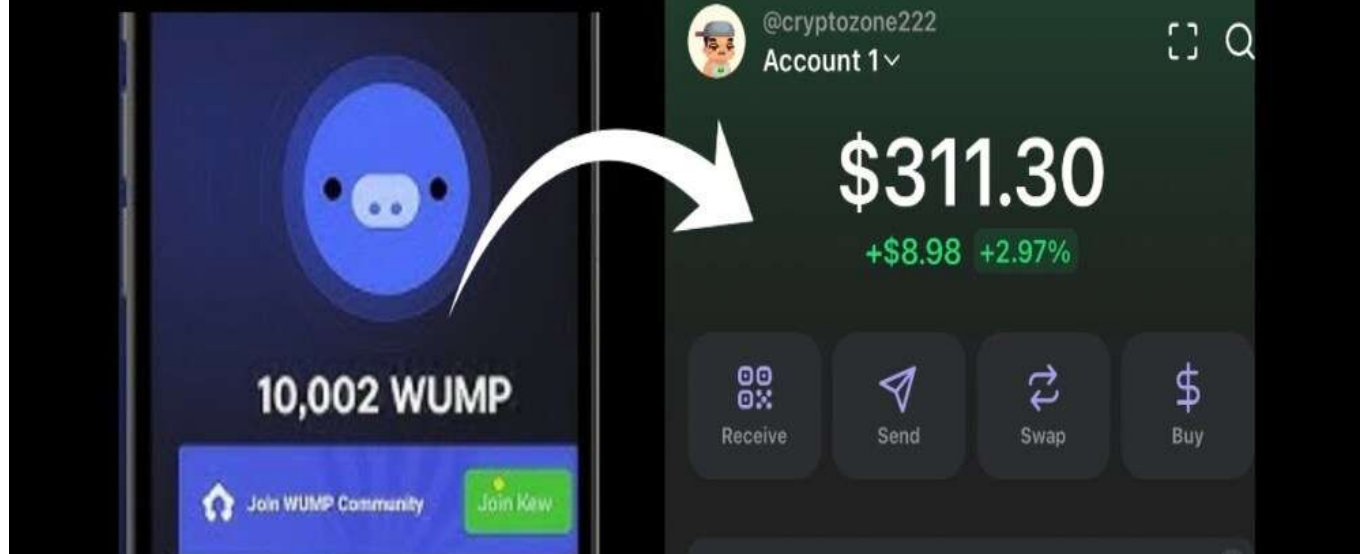 10,002 WUMP
Join WUMP Community
Join Kew
@cryptozone222
Account 1
$311.30
+$8.98 +2.97%
Receive
Send
Swap
Buy